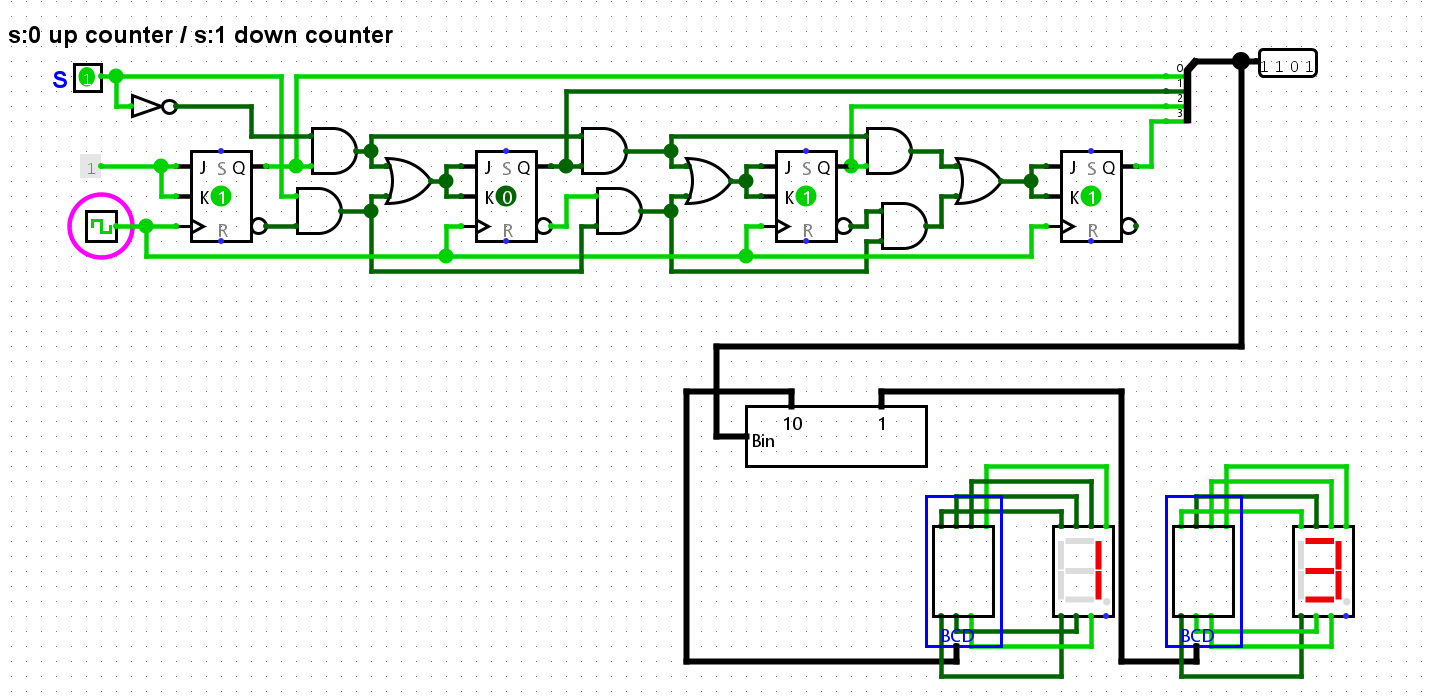 s:0 up counter / s:1 down counter
S 1
0
1
2
3
1 1 0 1
1
J S Q
K 1
R
J S Q
K 0
R
J S Q
K 1
R
J S Q
K 1
R
10 1
Bin
BCD
BCD
13